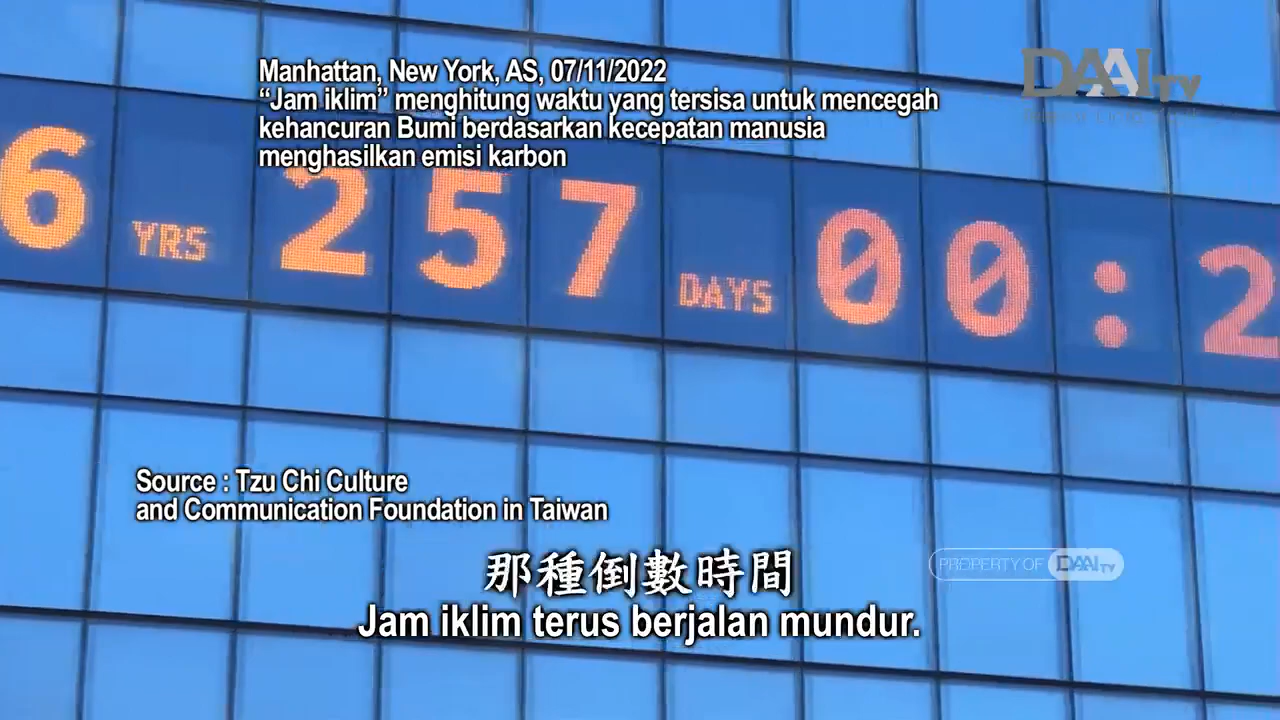 Manhattan, New York, AS, 07/11/2022
“Jam iklim” menghitung waktu yang tersisa untuk mencegah
kehancuran Bumi berdasarkan kecepatan manusia
menghasilkan emisi karbon
DAAI TV
6 YRS 257 DAYS 00:2
Source : Tzu Chi Culture
and Communication Foundation in Taiwan
PROPERTY OF DAAI TV
那種倒數時間
Jam iklim terus berjalan mundur.